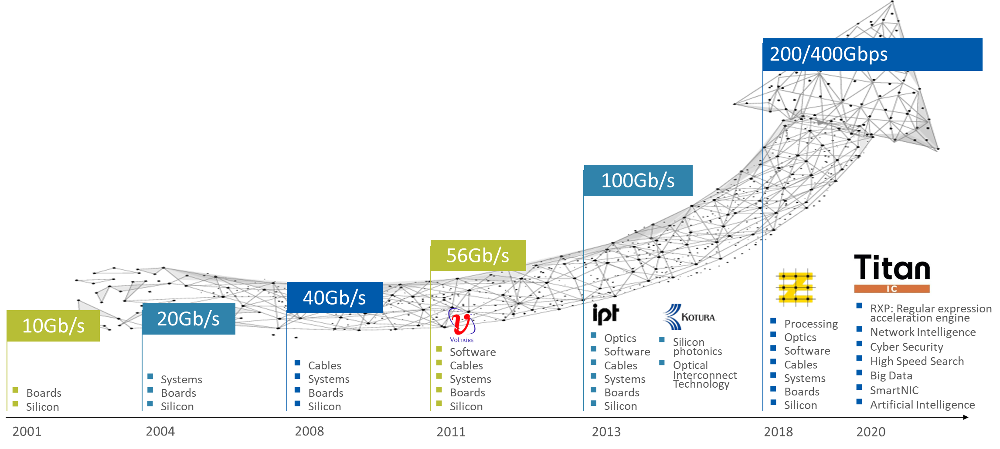 200/400Gbps
100Gb/s
56Gb/s
40Gb/s
20Gb/s
10Gb/s
Boards
Silicon
Systems
Boards
Silicon
Cables
Systems
Boards
Silicon
VOLTAIRE
Software
Cables
Systems
Boards
Silicon
ipt
Optics
Software
Cables
Systems
Boards
Silicon
KOTURA
Silicon
photonics
Optical
Interconnect
Technology
Processing
Optics
Software
Cables
Systems
Boards
Silicon
Titan
IC
RXP: Regular expression
acceleration engine
Network Intelligence
Cyber Security
High Speed Search
Big Data
SmartNIC
Artificial Intelligence
2001
2004
2008
2011
2013
2018
2020